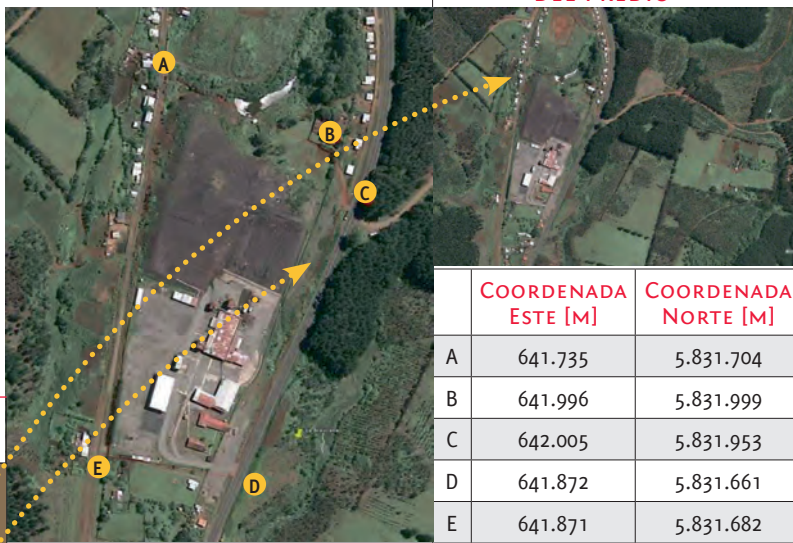 A
B
C
D
E
Coordenada Este [m] Coordenada Norte [m]
A 641.735 5.831.704
B 641.996 5.831.999
C 642.005 5.831.953
D 641.872 5.831.661
E 641.871 5.831.682